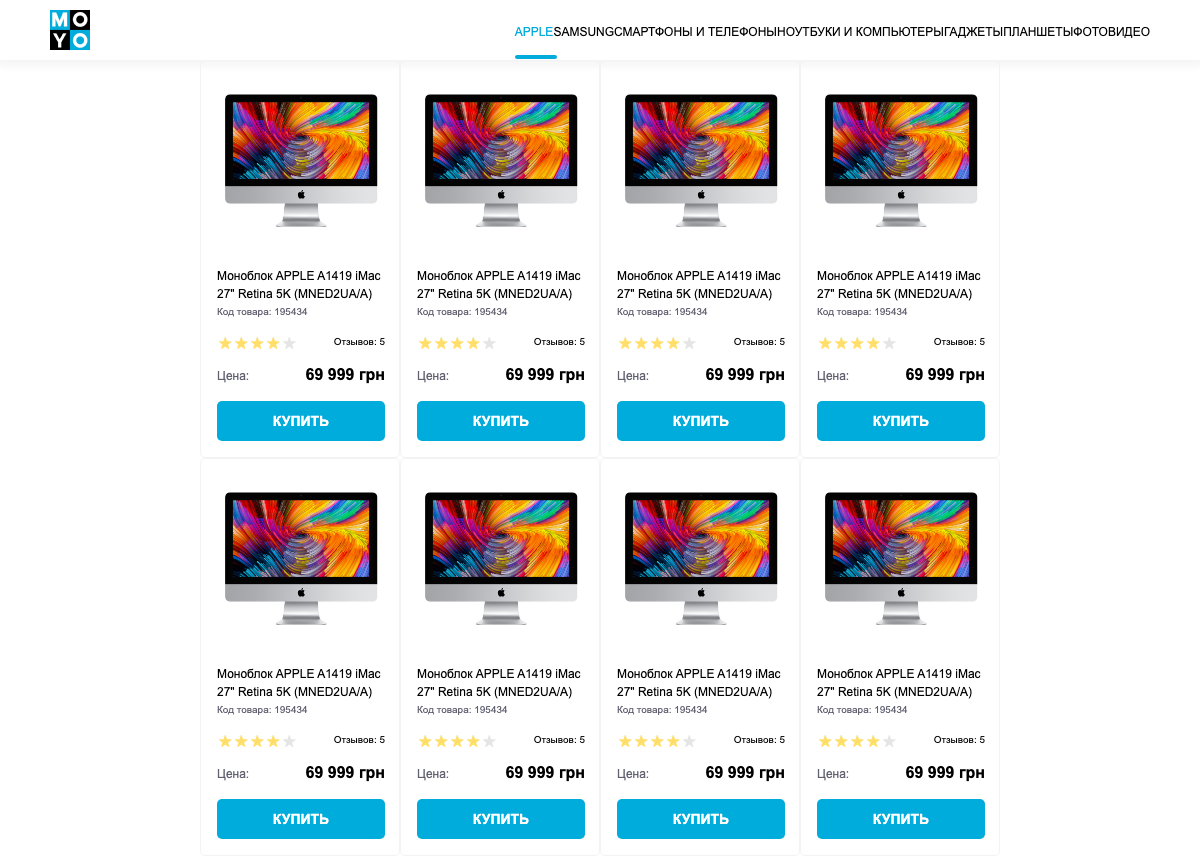 MO
YO
APPLESAMSUNGСМАРТФОНЫ И ТЕЛЕФОНЫНОУТБУКИ И КОМПЬЮТЕРЫГАДЖЕТЫПЛАНШЕТЫФОТОВИДЕО
Моноблок APPLE A1419 iMac Моноблок APPLE A1419 iMac Моноблок APPLE A1419 iMac Моноблок APPLE A1419 iMac
27" Retina 5K (MNED2UA/A) 27" Retina 5K (MNED2UA/A) 27" Retina 5K (MNED2UA/A) 27" Retina 5K (MNED2UA/A)
Код товара: 195434 Код товара: 195434 Код товара: 195434 Код товара: 195434
Отзывов: 5 Отзывов: 5 Отзывов: 5 Отзывов: 5
Цена: 69 999 грн Цена: 69 999 грн Цена: 69 999 грн Цена: 69 999 грн
КУПИТЬ КУПИТЬ КУПИТЬ КУПИТЬ
Моноблок APPLE A1419 iMac Моноблок APPLE A1419 iMac Моноблок APPLE A1419 iMac Моноблок APPLE A1419 iMac
27" Retina 5K (MNED2UA/A) 27" Retina 5K (MNED2UA/A) 27" Retina 5K (MNED2UA/A) 27" Retina 5K (MNED2UA/A)
Код товара: 195434 Код товара: 195434 Код товара: 195434 Код товара: 195434
Отзывов: 5 Отзывов: 5 Отзывов: 5 Отзывов: 5
Цена: 69 999 грн Цена: 69 999 грн Цена: 69 999 грн Цена: 69 999 грн
КУПИТЬ КУПИТЬ КУПИТЬ КУПИТЬ